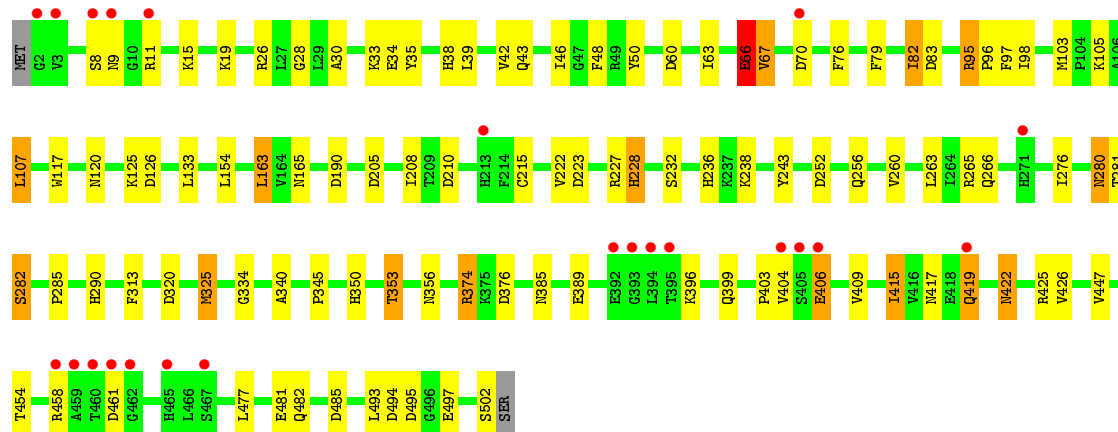 MET G2 V3 S8 N9 G10 R11 K15 K19 R26 L27 G28 L29 A30 K33 E34 Y35 H38 L39 V42 Q43 I46 G47 F48 R49 Y50 D60 I63 E66 V67 D70 F76 F79 I82 D83 R95 P96 F97 I98 M103 P104 K105 A106
L107 W117 N120 K125 D126 L133 L154 L163 V164 N165 D190 D205 I208 T209 D210 H213 F214 C215 V222 D223 R227 H228 S232 H236 K237 K238 Y243 D252 Q256 V260 L263 I264 R265 Q266 H271 I276 N280 T281
S282 P285 H290 F313 D320 M325 G334 A340 P345 H350 T353 N356 R374 K375 D376 N385 E389 E392 G393 L394 T395 K396 Q399 P403 V404 S405 E406 V409 I415 V416 N417 E418 Q419 N422 R425 V426 V447
T454 R458 A459 T460 D461 G462 H465 L466 S467 L477 E481 Q482 D485 L493 D494 D495 G496 E497 S502 SER